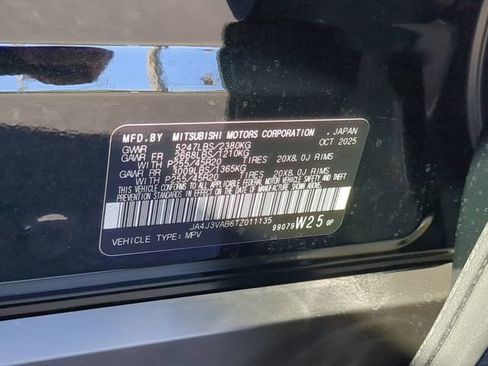 MFD.BY MITSUBISHI MOTORS CORPORATION , JAPAN
GVWR 5247LBS/2380KG OCT 2025
GAWR FR 2668LBS/1210KG
WITH P255/45R20 TIRES 20X8.0J RIMS
GAWR RR 3009LBS/1365KG
WITH P255/45R20 TIRES 20X8.0J RIMS
THIS VEHICLE CONFORMS TO ALL APPLICABLE FEDERAL MOTOR VEHICLE SAFETY, BUMPER AND THEFT
PREVENTION STANDARDS IN EFFECT ON THE DATE OF MANUFACTURE SHOWN ABOVE.
JA4J3VAB6TZ011135
VEHICLE TYPE: MPV 99079 W25 0P